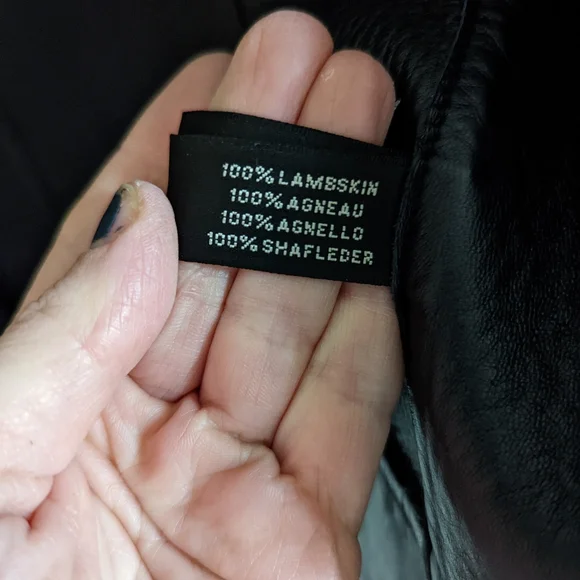 100% LAMBSKIN
100% AGNEAU
100% AGNELLO
100% SHAFLEDER